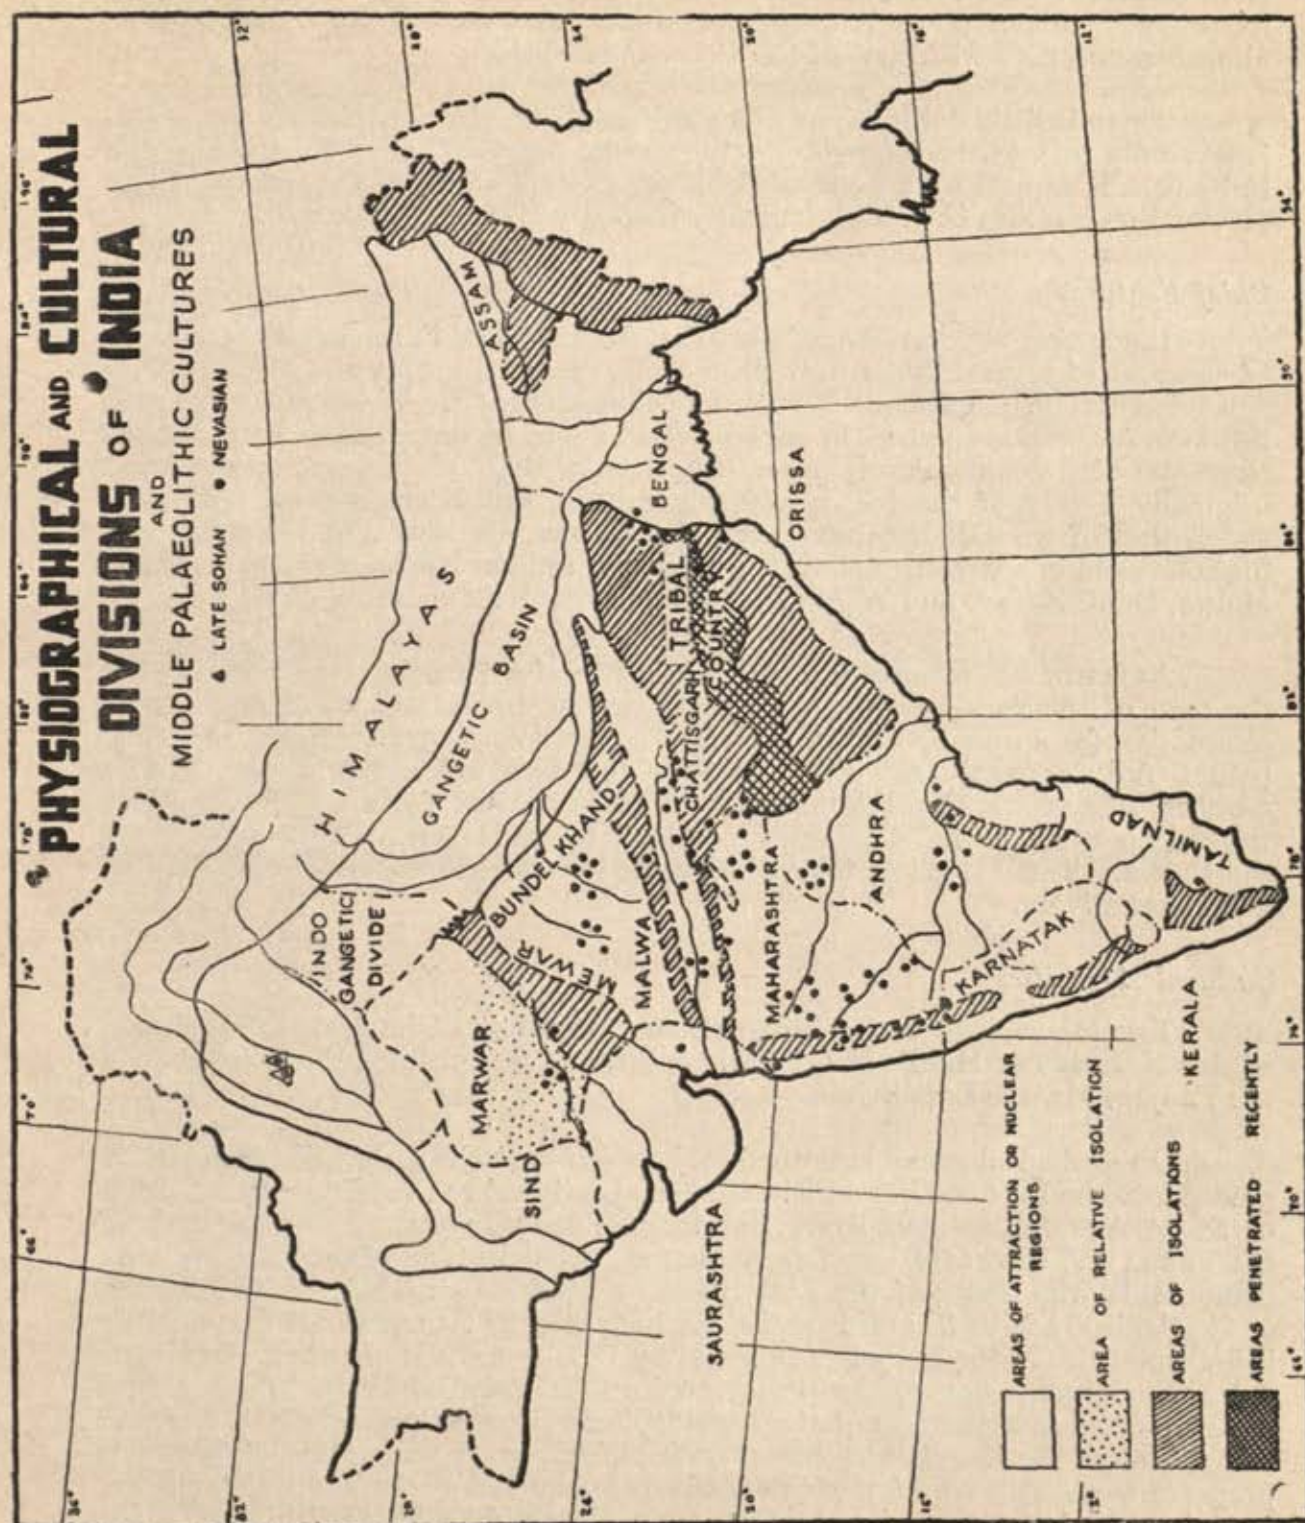 PHYSIOGRAPHICAL AND CULTURAL
DIVISIONS OF INDIA
AND
MIDDLE PALAEOLITHIC CULTURES
LATE SOHAN
NEVASIAN
HIMALAYAS
GANGETIC BASIN
ASSAM
INDO
GANGETIC
DIVIDE
BUNDELKHAND
MEWAR
MARWAR
SIND
MALWA
BENGAL
TRIBAL
COUNTRY
CHATTISGARH
ORISSA
SAURASHTRA
MAHARASHTRA
ANDHRA
KARNATAK
TAMILNAD
KERALA
AREAS OF ATTRACTION OR NUCLEAR
REGIONS
AREA OF RELATIVE ISOLATION
AREAS OF ISOLATIONS
AREAS PENETRATED RECENTLY